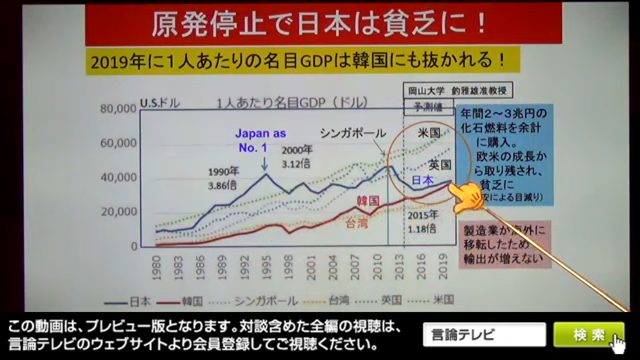 原発停止で日本は貧乏に！
2019年に１人あたりの名目GDPは韓国にも抜かれる！
岡山大学 釣雅雄准教授
U.S.ドル
1人あたり名目GDP（ドル）
予測値
80,000
60,000
40,000
20,000
0
Japan as
No. 1
シンガポール
米国
2000年
3.12倍
1990年
3.86倍
英国
日本
韓国
台湾
2015年
1.18倍
1980
1983
1986
1989
1992
1995
1998
2001
2004
2007
2010
2013
2016
2019
日本
韓国
シンガポール
台湾
英国
米国
年間2～3兆円の
化石燃料を余計
に購入。
欧米の成長か
ら取り残され、
貧乏に
による目減り）
製造業が
外に
移転したため
輸出が増えない
この動画は、プレビュー版となります。対談含めた全編の視聴は、
言論テレビのウェブサイトより会員登録してご視聴ください。
言論テレビ
検索